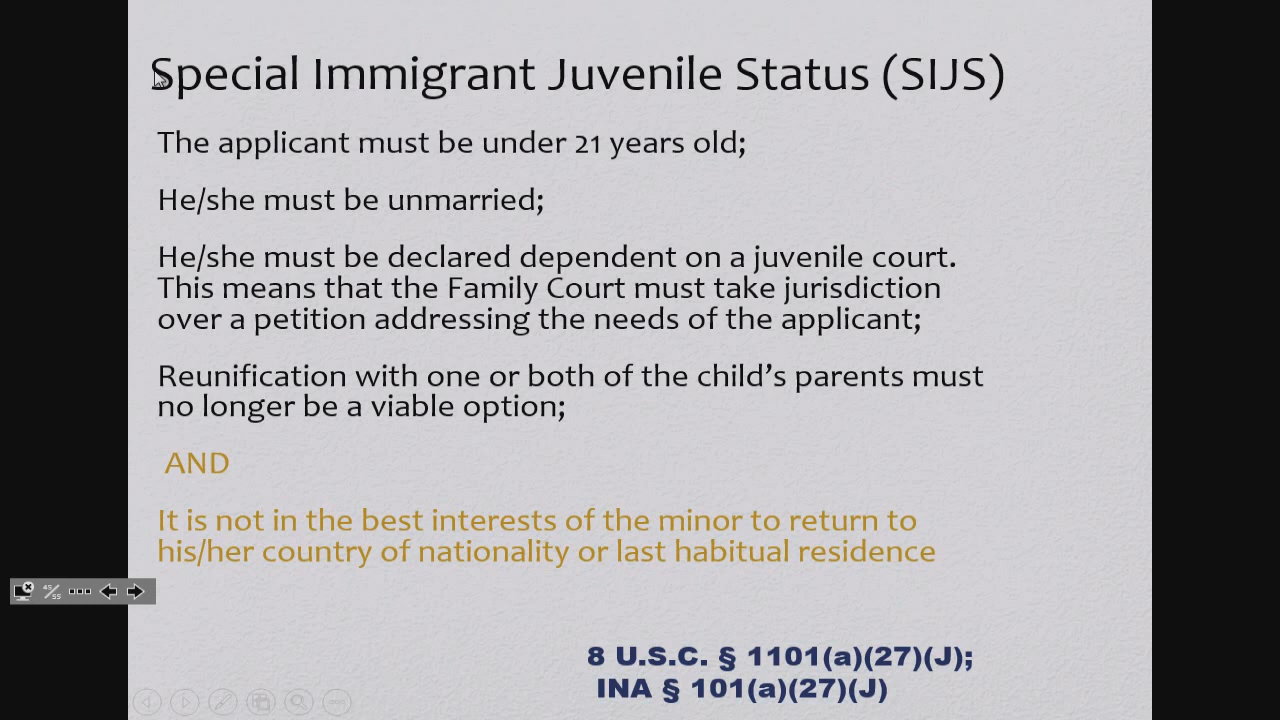 Special Immigrant Juvenile Status (SIJS)
The applicant must be under 21 years old;
He/she must be unmarried;
He/she must be declared dependent on a juvenile court.
This means that the Family Court must take jurisdiction
over a petition addressing the needs of the applicant;
Reunification with one or both of the child’s parents must
no longer be a viable option;
AND
It is not in the best interests of the minor to return to
his/her country of nationality or last habitual residence
45/55
8 U.S.C. § 1101(a)(27)(J);
INA § 101(a)(27)(J)